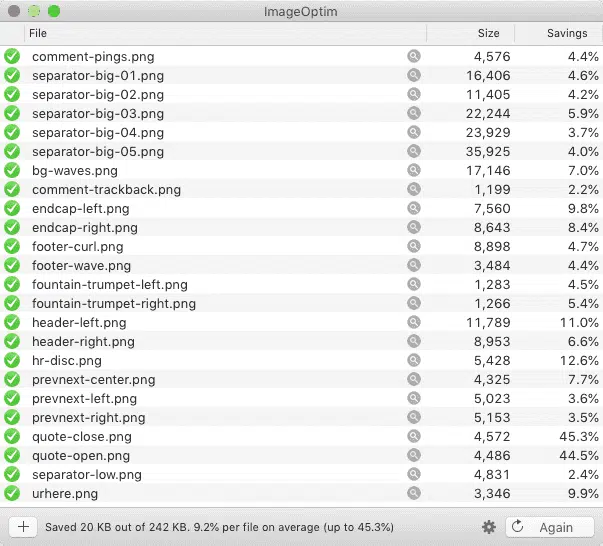 ImageOptim
File Size Savings
comment-pings.png 4,576 4.4%
separator-big-01.png 16,406 4.6%
separator-big-02.png 11,405 4.2%
separator-big-03.png 22,244 5.9%
separator-big-04.png 23,929 3.7%
separator-big-05.png 35,925 4.0%
bg-waves.png 17,146 7.0%
comment-trackback.png 1,199 2.2%
endcap-left.png 7,560 9.8%
endcap-right.png 8,643 8.4%
footer-curl.png 8,898 4.7%
footer-wave.png 3,484 4.4%
fountain-trumpet-left.png 1,283 4.5%
fountain-trumpet-right.png 1,266 5.4%
header-left.png 11,789 11.0%
header-right.png 8,953 6.6%
hr-disc.png 5,428 12.6%
prevnext-center.png 4,325 7.7%
prevnext-left.png 5,023 3.6%
prevnext-right.png 5,153 3.5%
quote-close.png 4,572 45.3%
quote-open.png 4,486 44.5%
separator-low.png 4,831 2.4%
urhere.png 3,346 9.9%
Saved 20 KB out of 242 KB. 9.2% per file on average (up to 45.3%) Again